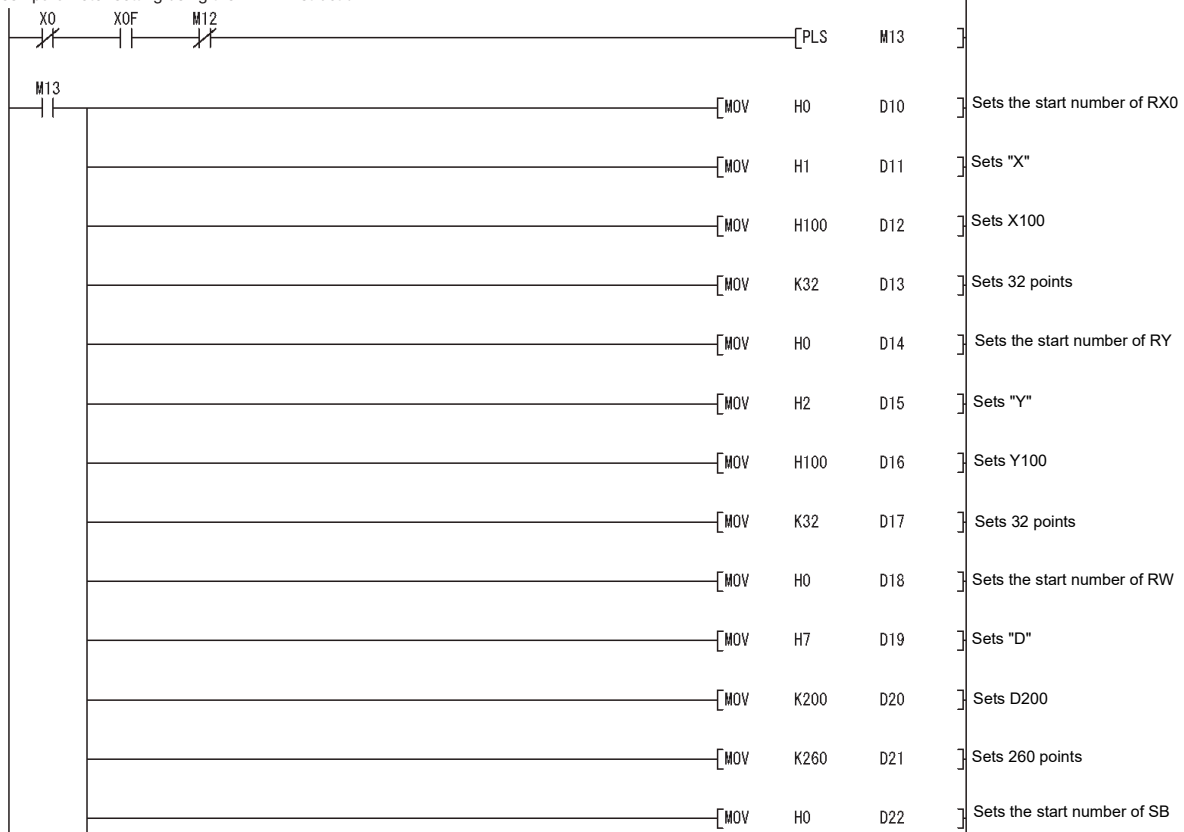 X0 X0F M12
PLS M13
M13
MOV H0 D10 Sets the start number of RX0
MOV H1 D11 Sets "X"
MOV H100 D12 Sets X100
MOV K32 D13 Sets 32 points
MOV H0 D14 Sets the start number of RY
MOV H2 D15 Sets "Y"
MOV H100 D16 Sets Y100
MOV K32 D17 Sets 32 points
MOV H0 D18 Sets the start number of RW
MOV H7 D19 Sets "D"
MOV K200 D20 Sets D200
MOV K260 D21 Sets 260 points
MOV H0 D22 Sets the start number of SB